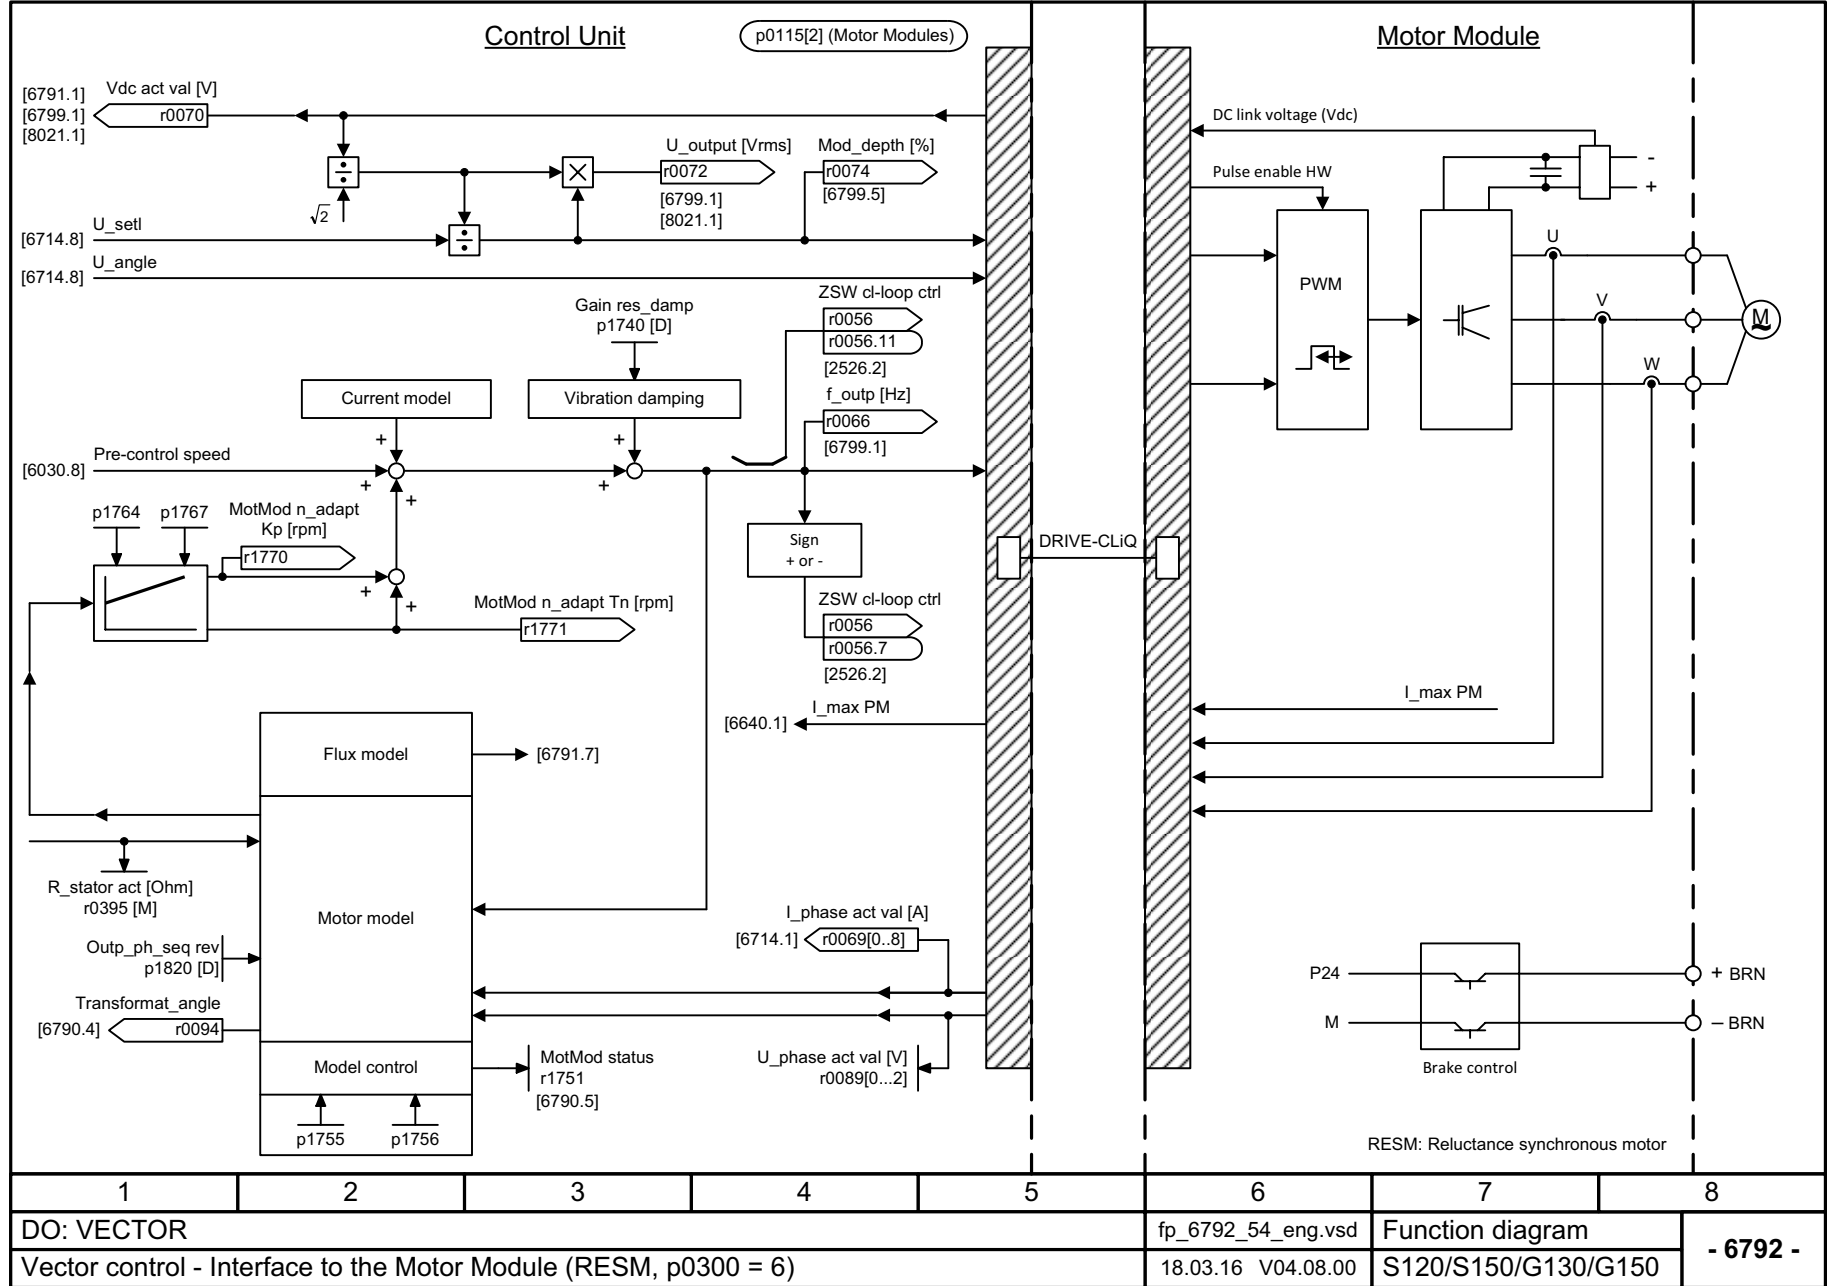 Control Unit
p0115[2] (Motor Modules)
Motor Module
[6791.1]
[6799.1]
[8021.1]
Vdc act val [V]
r0070
÷
√2
×
U_output [Vrms]
r0072
[6799.1]
[8021.1]
Mod_depth [%]
r0074
[6799.5]
[6714.8]
U_setl
÷
[6714.8]
U_angle
Gain res_damp
p1740 [D]
ZSW cl-loop ctrl
r0056
r0056.11
[2526.2]
Current model
Vibration damping
f_outp [Hz]
r0066
[6799.1]
[6030.8]
Pre-control speed
+
+
+
+
+
p1764
p1767
MotMod n_adapt
Kp [rpm]
r1770
+
+
MotMod n_adapt Tn [rpm]
r1771
Sign
+ or -
ZSW cl-loop ctrl
r0056
r0056.7
[2526.2]
[6640.1]
I_max PM
Flux model
[6791.7]
R_stator act [Ohm]
r0395 [M]
Motor model
Outp_ph_seq rev
p1820 [D]
Transformat_angle
[6790.4]
r0094
I_phase act val [A]
[6714.1]
r0069[0..8]
Model control
MotMod status
r1751
[6790.5]
U_phase act val [V]
r0089[0...2]
p1755
p1756
DRIVE-CLiQ
DC link voltage (Vdc)
Pulse enable HW
-
+
PWM
U
V
W
M
~
I_max PM
P24
+ BRN
M
– BRN
Brake control
RESM: Reluctance synchronous motor
1 2 3 4 5 6 7 8
DO: VECTOR
fp_6792_54_eng.vsd
Function diagram
- 6792 -
Vector control - Interface to the Motor Module (RESM, p0300 = 6)
18.03.16 V04.08.00
S120/S150/G130/G150